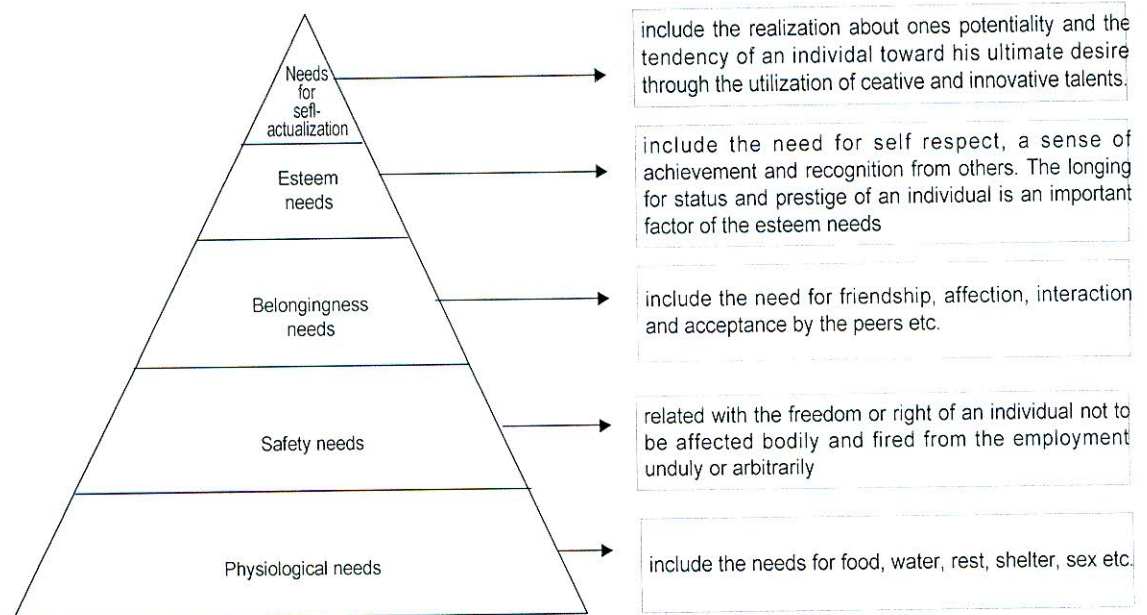 Needs
for
sefl-
actualization
include the realization about ones potentiality and the
tendency of an individal toward his ultimate desire
through the utilization of ceative and innovative talents.
Esteem
needs
include the need for self respect, a sense of
achievement and recognition from others. The longing
for status and prestige of an individual is an important
factor of the esteem needs
Belongingness
needs
include the need for friendship, affection, interaction
and acceptance by the peers etc.
Safety needs
related with the freedom or right of an individual not to
be affected bodily and fired from the employment
unduly or arbitrarily
Physiological needs
include the needs for food, water, rest, shelter, sex etc.